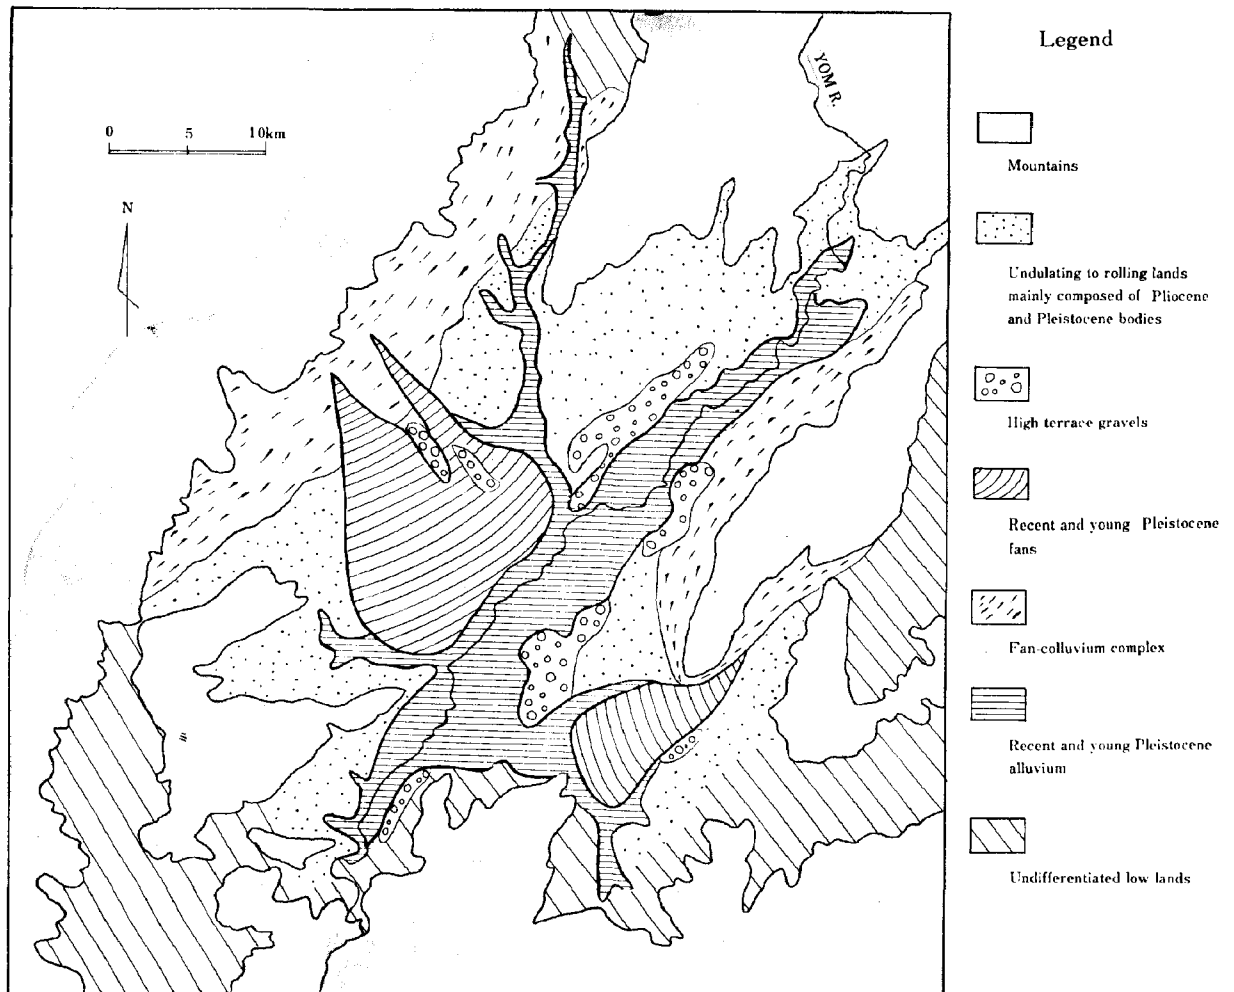 Legend
YOM R.
0 5 10km
N
Mountains
Undulating to rolling lands
mainly composed of Pliocene
and Pleistocene bodies
High terrace gravels
Recent and young Pleistocene
fans
Fan-colluvium complex
Recent and young Pleistocene
alluvium
Undifferentiated low lands